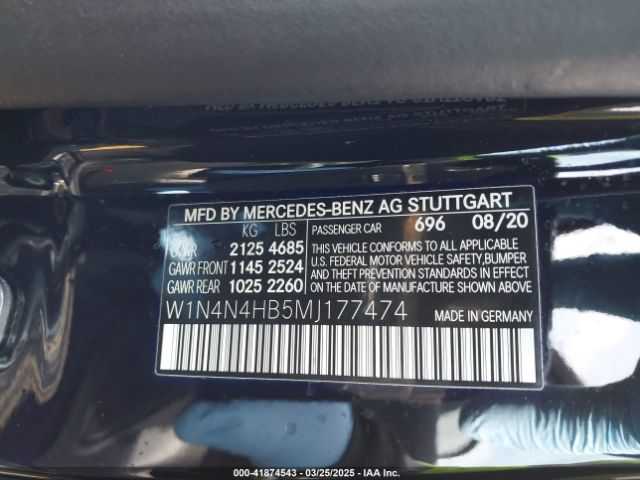 MFD BY MERCEDES-BENZ AG STUTTGART
KG LBS
PASSENGER CAR 696 08/20
GVWR 2125 4685
GAWR FRONT 1145 2524
GAWR REAR 1025 2260
THIS VEHICLE CONFORMS TO ALL APPLICABLE
U.S. FEDERAL MOTOR VEHICLE SAFETY, BUMPER
AND THEFT PREVENTION STANDARDS IN EFFECT
ON THE DATE OF MANUFACTURE SHOWN ABOVE.
W1N4N4HB5MJ177474
MADE IN GERMANY
000-41874543 — 03/25/2025 — IAA Inc.